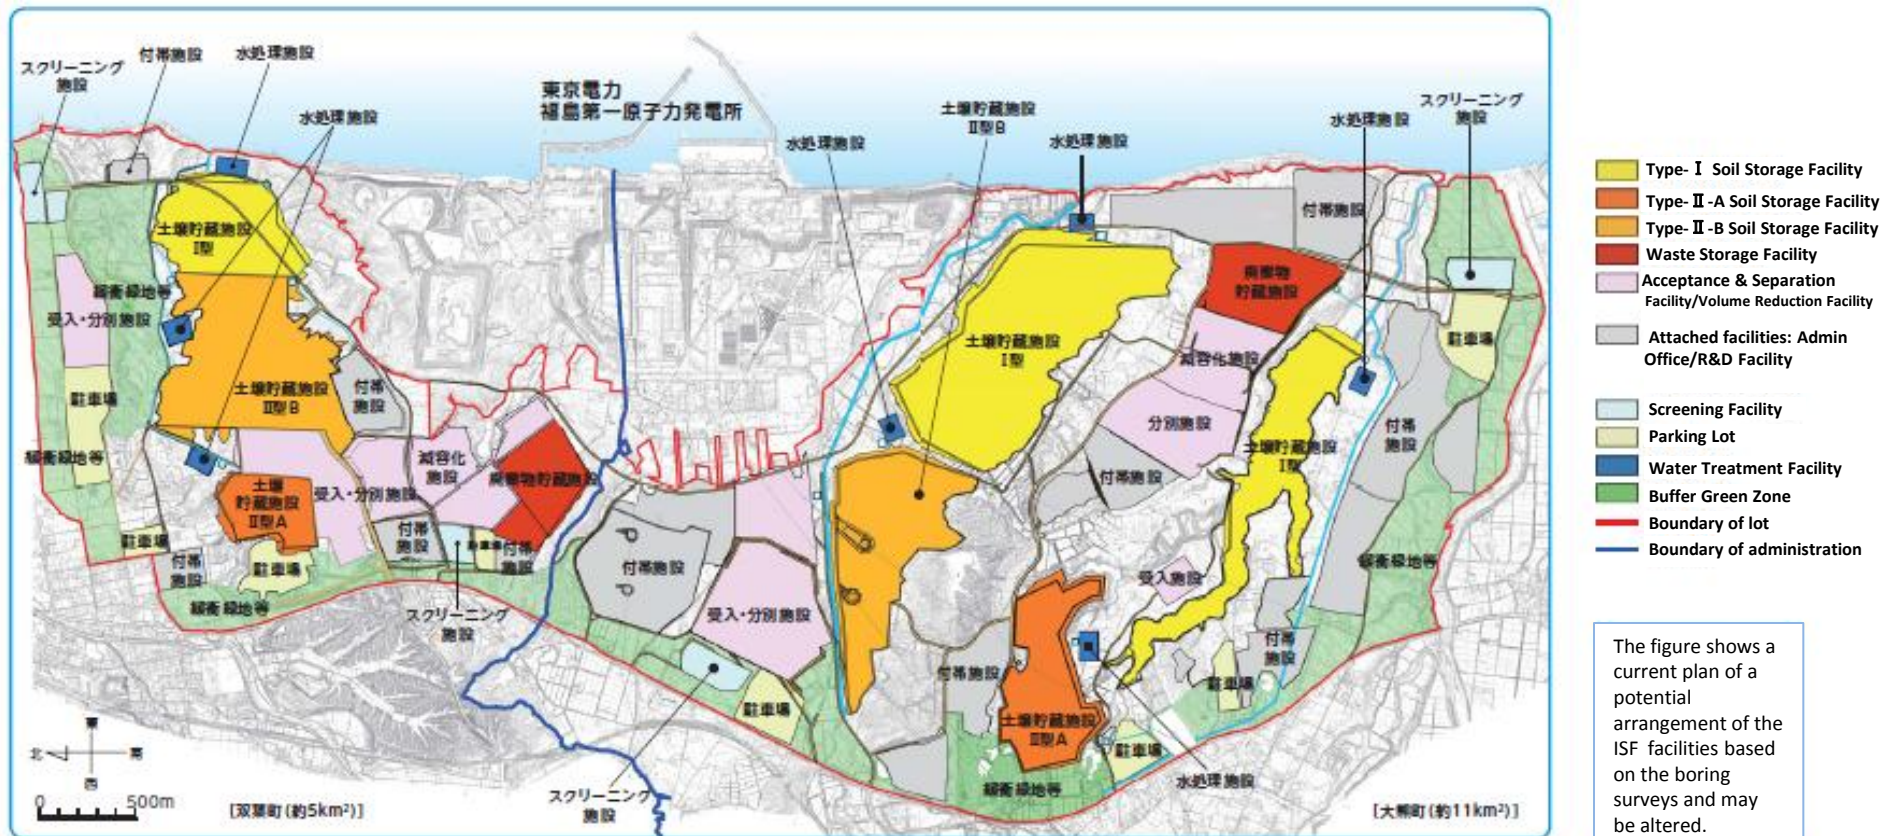 スクリーニング
施設
付帯施設
水処理施設
水処理施設
東京電力
福島第一原子力発電所
水処理施設
土壌貯蔵施設
Ⅱ型B
水処理施設
水処理施設
スクリーニング
施設
土壌貯蔵施設
Ⅰ型
緩衝緑地等
受入・分別施設
駐車場
緩衝緑地等
土壌貯蔵施設
Ⅱ型B
付帯
施設
減容化
施設
廃棄物貯蔵施設
土壌
貯蔵施設
Ⅱ型A
受入・分別施設
駐車場
付帯
施設
駐車場
付帯
施設
駐車場
付帯
施設
緩衝緑地等
スクリーニング
施設
付帯施設
受入・分別施設
駐車場
スクリーニング
施設
土壌貯蔵施設
Ⅰ型
付帯施設
廃棄物
貯蔵施設
減容化施設
分別施設
付帯施設
土壌貯蔵施設
Ⅰ型
駐車場
付帯
施設
緩衝緑地等
受入施設
付帯施設
土壌貯蔵施設
Ⅱ型A
付帯
施設
駐車場
駐車場
緩衝緑地等
水処理施設
東
北
南
西
0 500m
[双葉町(約5km²)]
[大熊町(約11km²)]
Type-Ⅰ Soil Storage Facility
Type-Ⅱ-A Soil Storage Facility
Type-Ⅱ-B Soil Storage Facility
Waste Storage Facility
Acceptance & Separation
Facility/Volume Reduction Facility
Attached facilities: Admin
Office/R&D Facility
Screening Facility
Parking Lot
Water Treatment Facility
Buffer Green Zone
Boundary of lot
Boundary of administration
The figure shows a
current plan of a
potential
arrangement of the
ISF facilities based
on the boring
surveys and may
be altered.